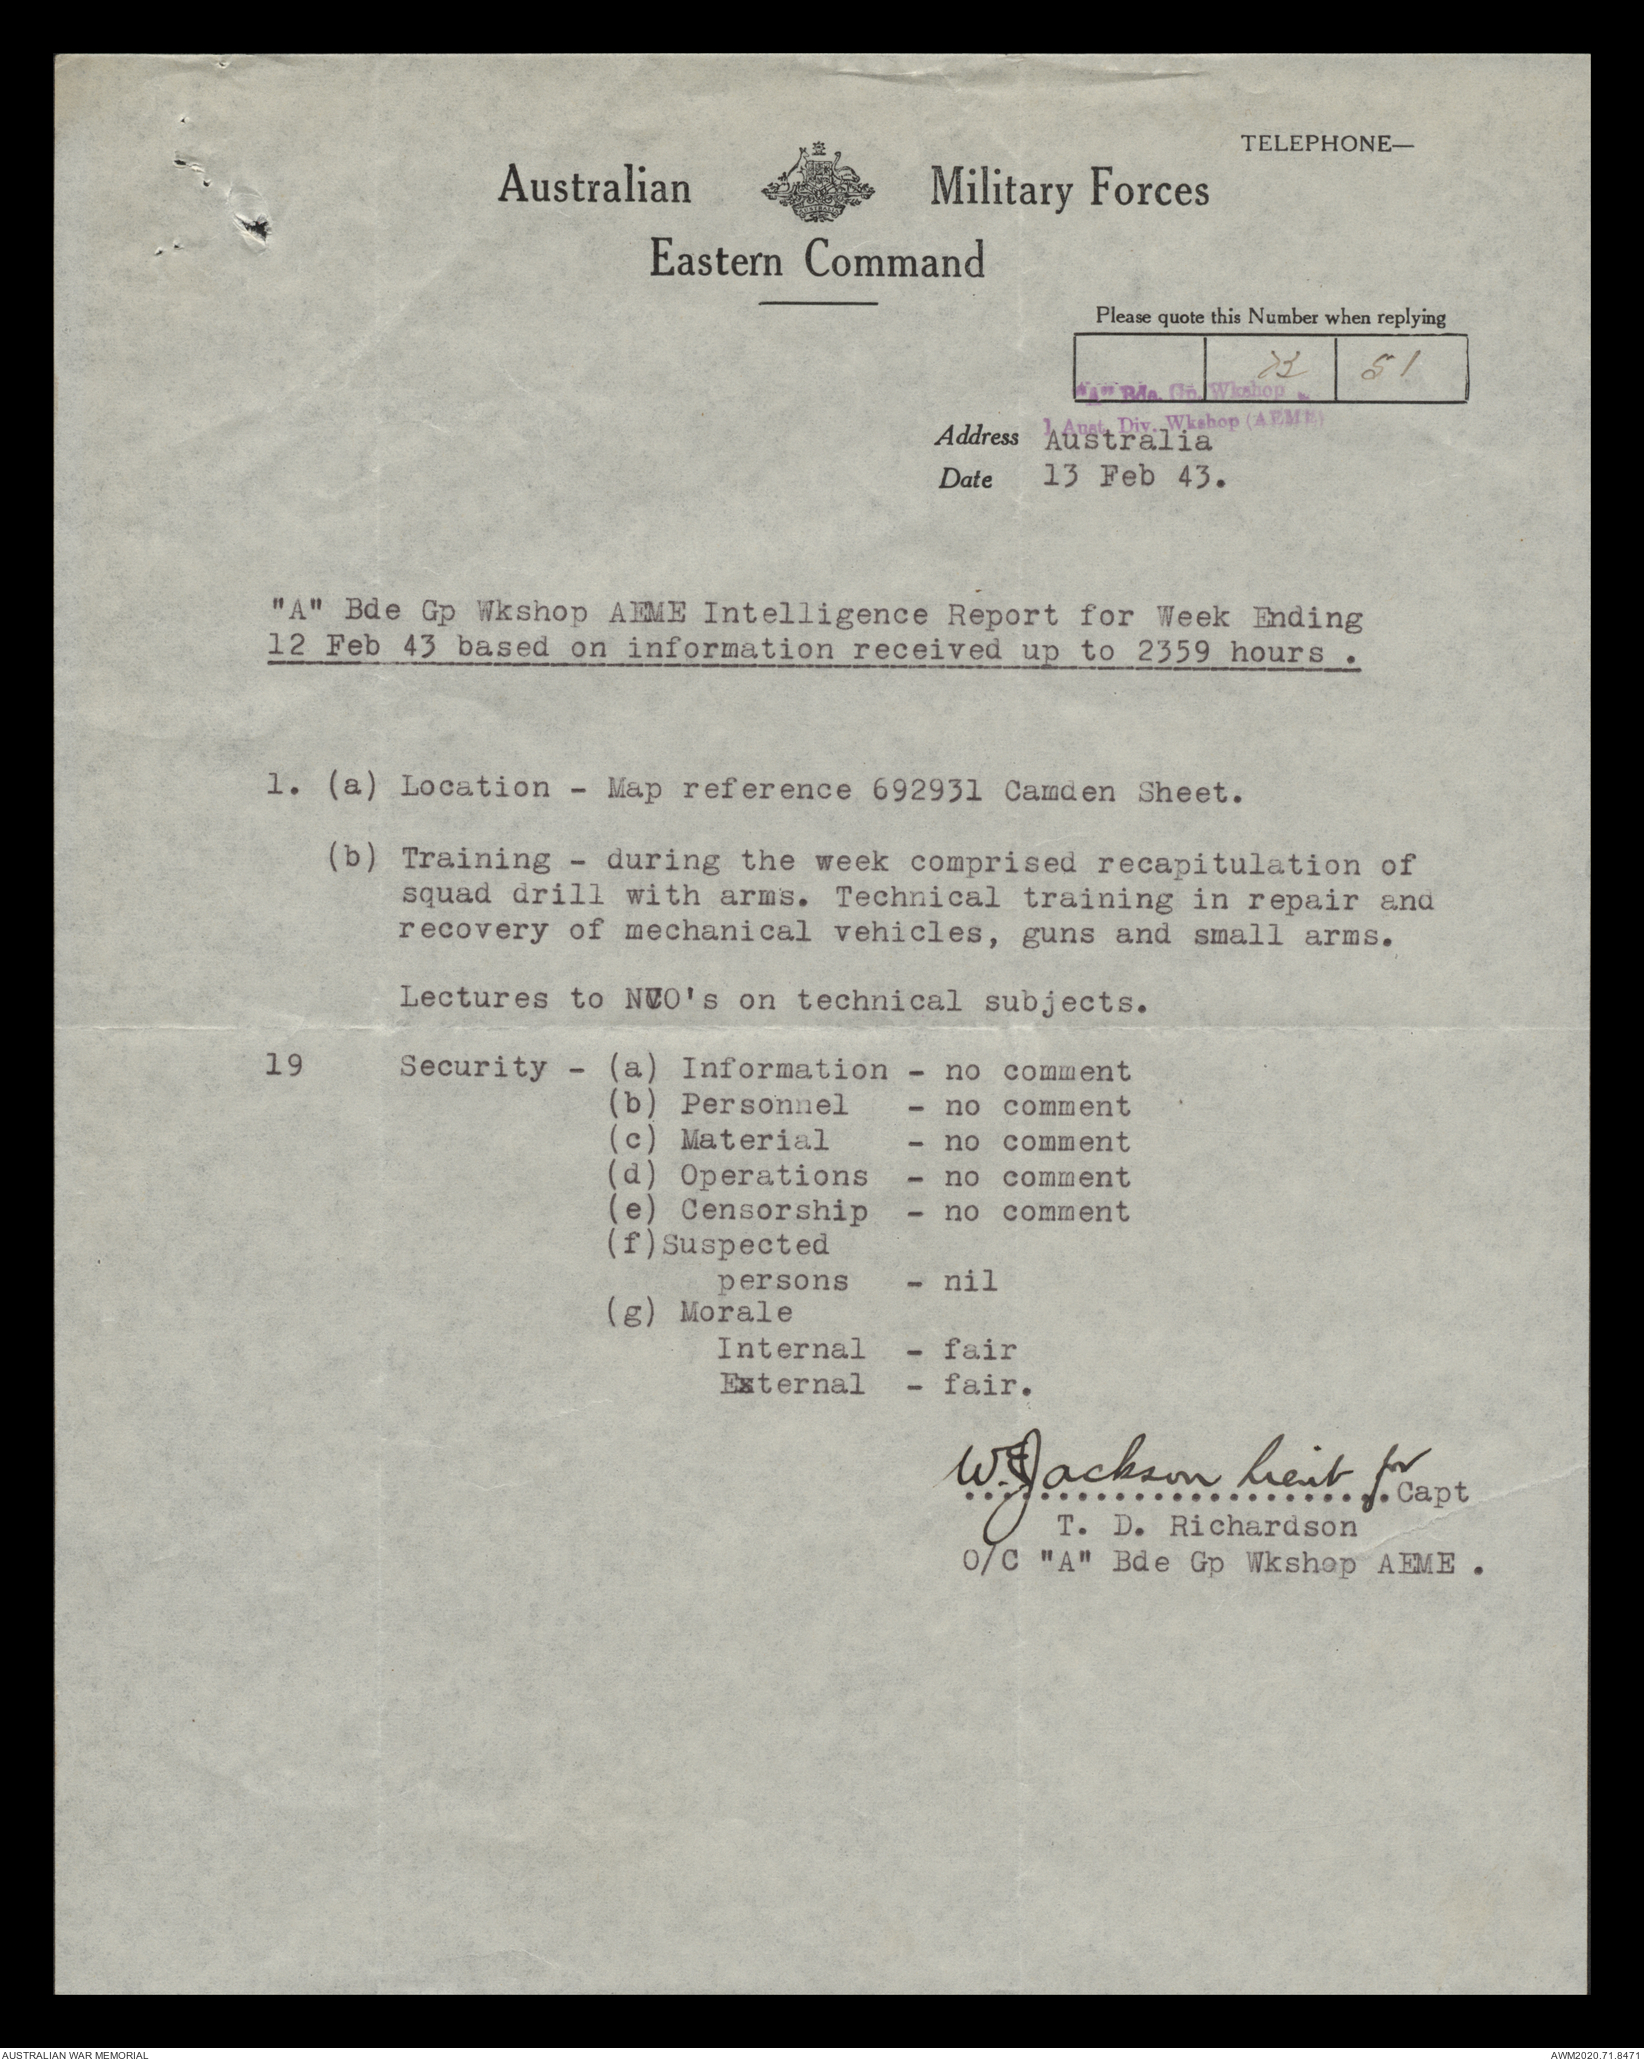 TELEPHONE—
Australian Military Forces
Eastern Command
Please quote this Number when replying
51
"A" Bde. Gp. Wkshop
1 Aust. Div. Wkshop (AEME)
Address Australia
Date 13 Feb 43.
"A" Bde Gp Wkshop AEME Intelligence Report for Week Ending
12 Feb 43 based on information received up to 2359 hours .
1. (a) Location - Map reference 692931 Camden Sheet.
(b) Training - during the week comprised recapitulation of
squad drill with arms. Technical training in repair and
recovery of mechanical vehicles, guns and small arms.
Lectures to NCO's on technical subjects.
19 Security - (a) Information - no comment
(b) Personnel - no comment
(c) Material - no comment
(d) Operations - no comment
(e) Censorship - no comment
(f)Suspected
persons - nil
(g) Morale
Internal - fair
External - fair.
Jackson Lieut for
....................Capt
T. D. Richardson
O/C "A" Bde Gp Wkshop AEME .
AUSTRALIAN WAR MEMORIAL
AWM2020.71.8471